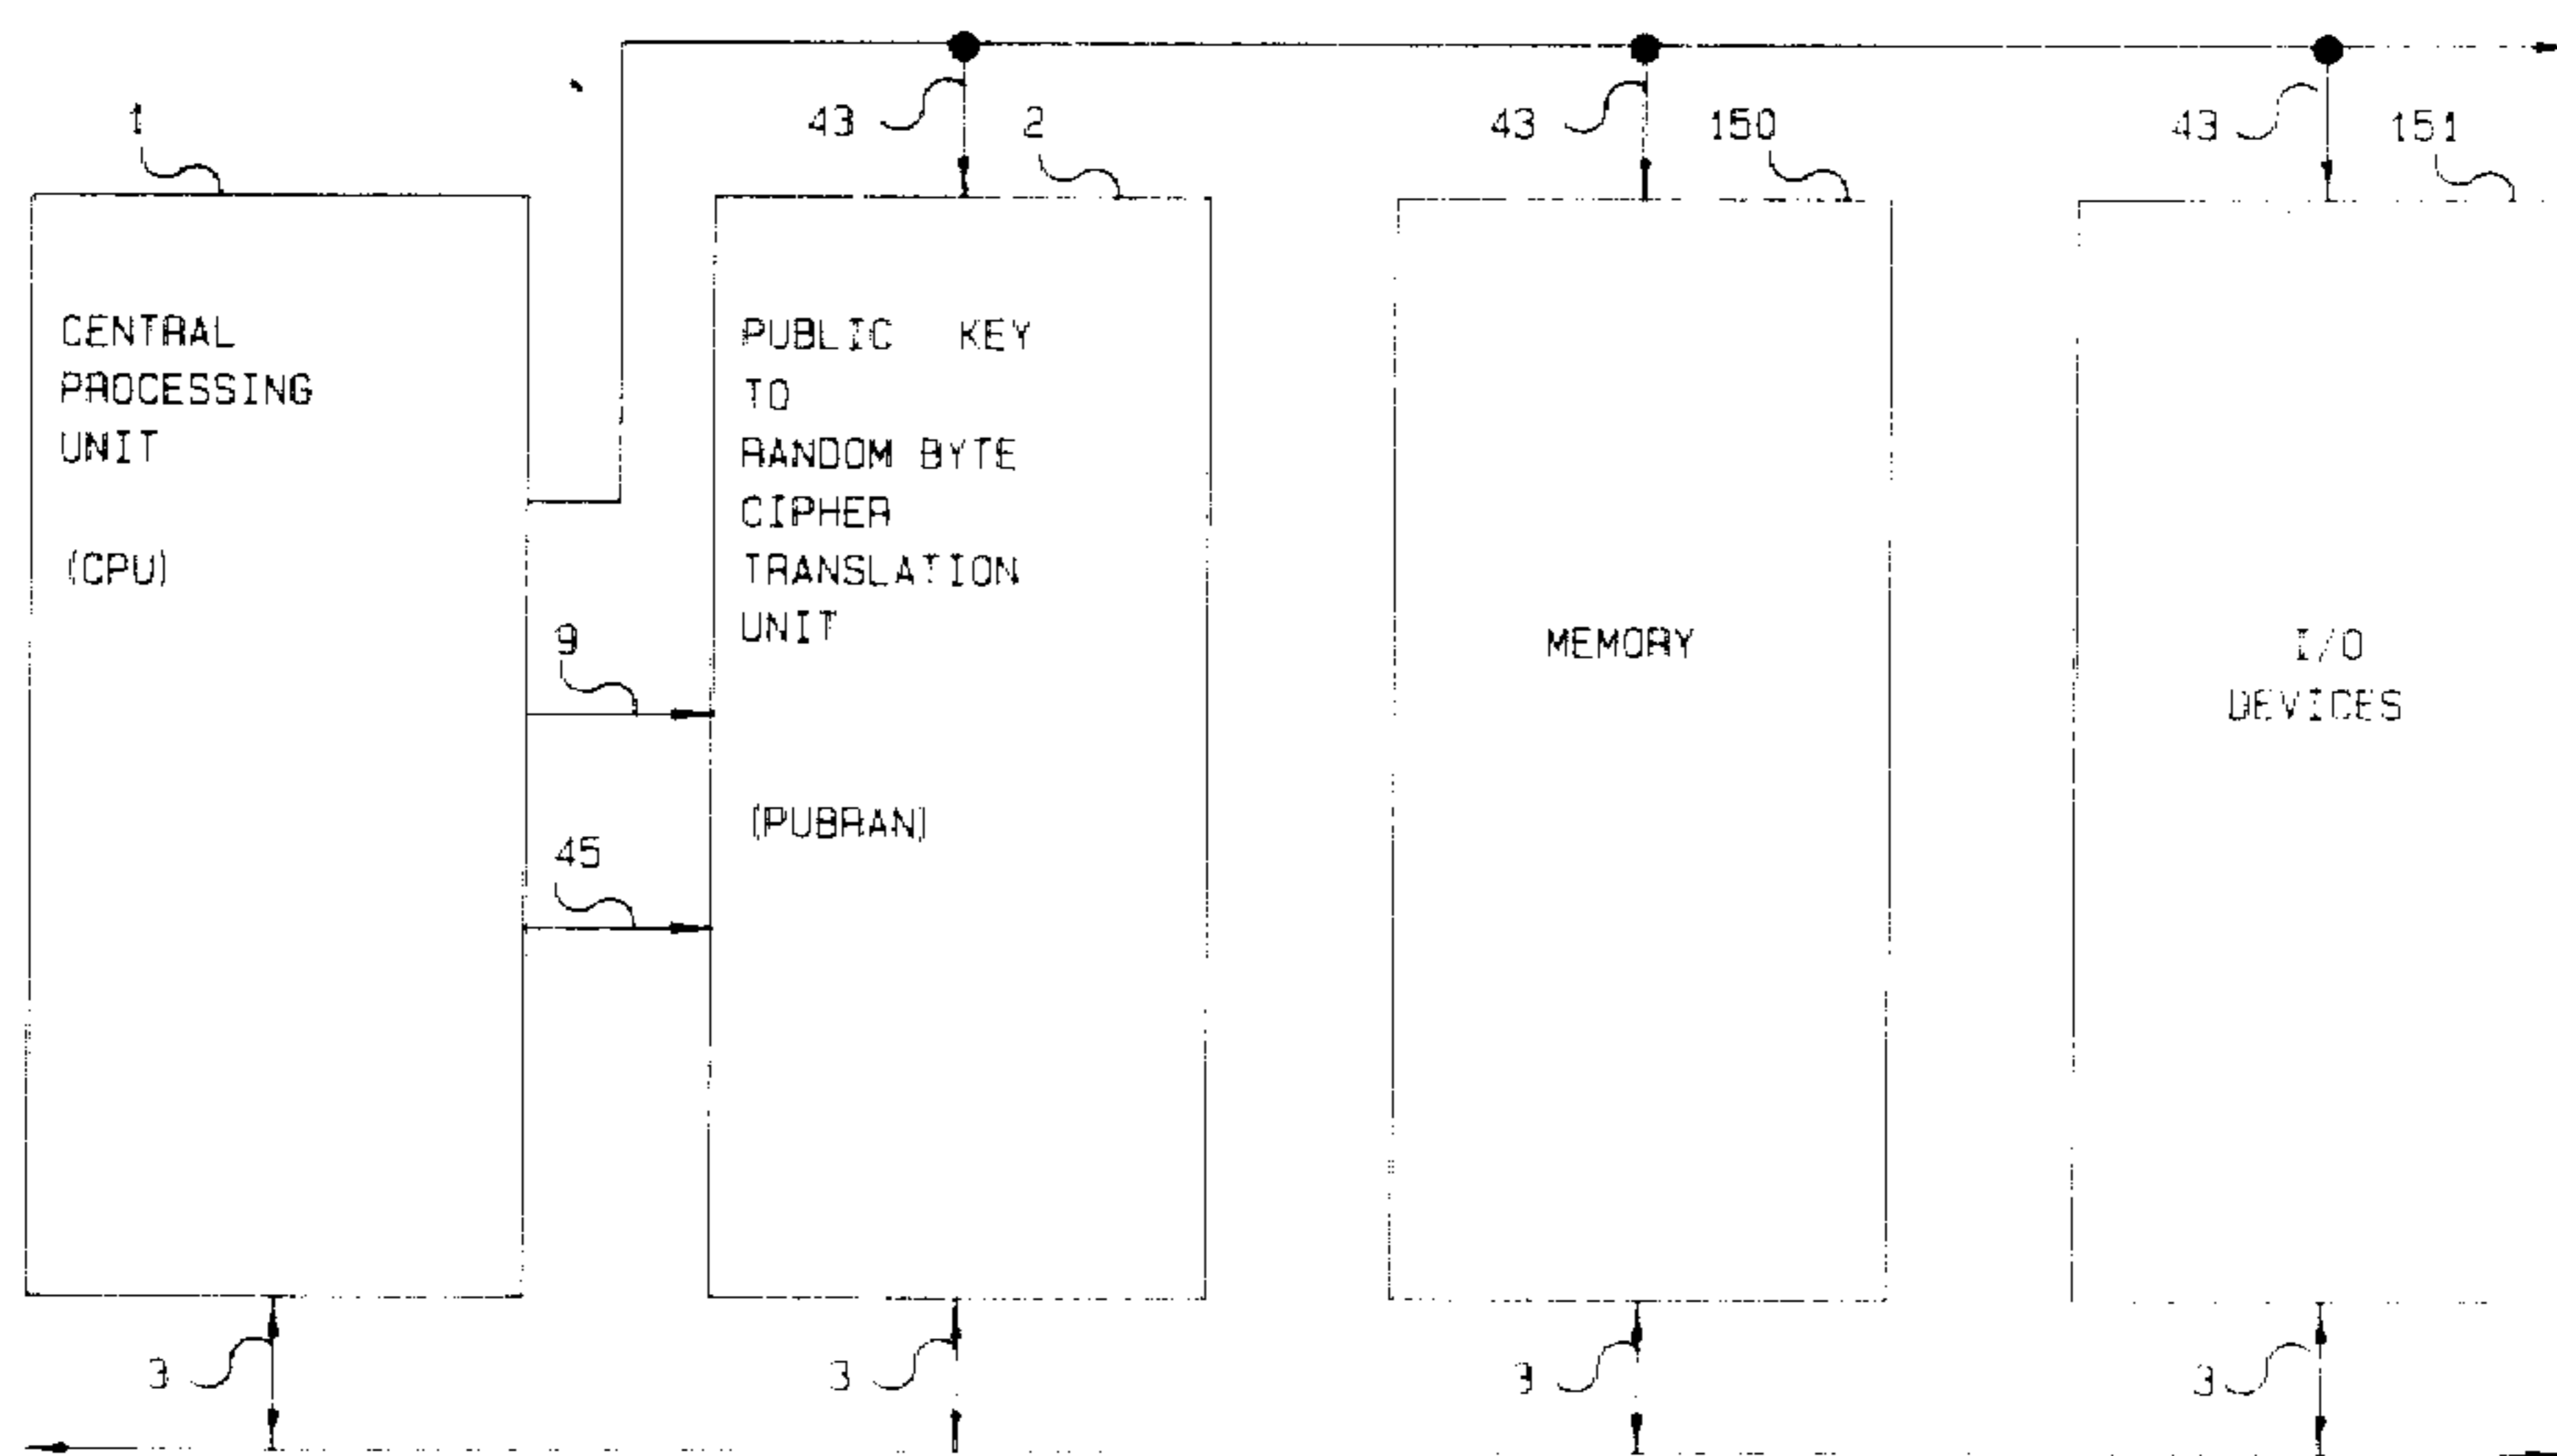 1
43
2
43
150
43
151
CENTRAL
PROCESSING
UNIT
(CPU)
PUBLIC KEY
TO
RANDOM BYTE
CIPHER
TRANSLATION
UNIT
(PUBRAN)
9
45
MEMORY
I/O
DEVICES
3
3
3
3